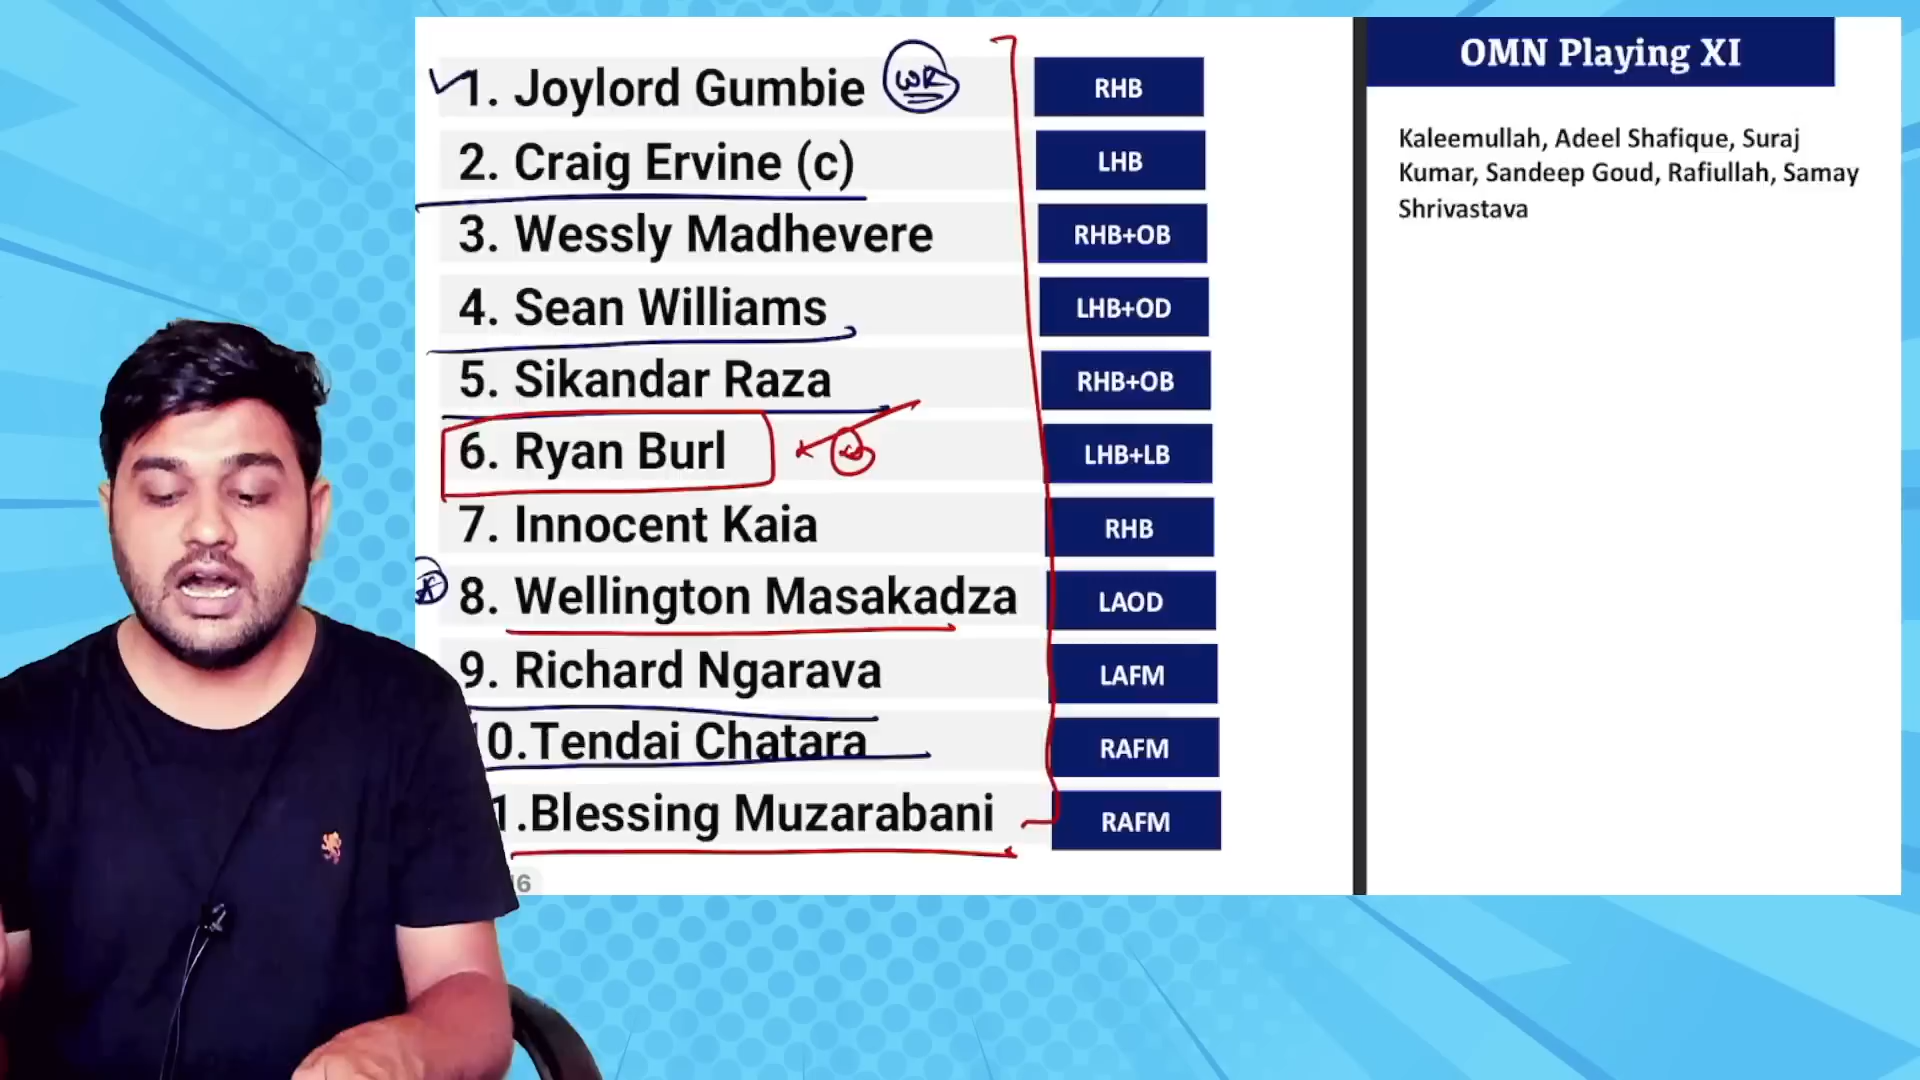 1. Joylord Gumbie WK RHB
2. Craig Ervine (c) LHB
3. Wessly Madhevere RHB+OB
4. Sean Williams LHB+OD
5. Sikandar Raza RHB+OB
6. Ryan Burl LHB+LB
7. Innocent Kaia RHB
8. Wellington Masakadza LAOD
9. Richard Ngarava LAFM
10.Tendai Chatara RAFM
1.Blessing Muzarabani RAFM
16
OMN Playing XI
Kaleemullah, Adeel Shafique, Suraj
Kumar, Sandeep Goud, Rafiullah, Samay
Shrivastava